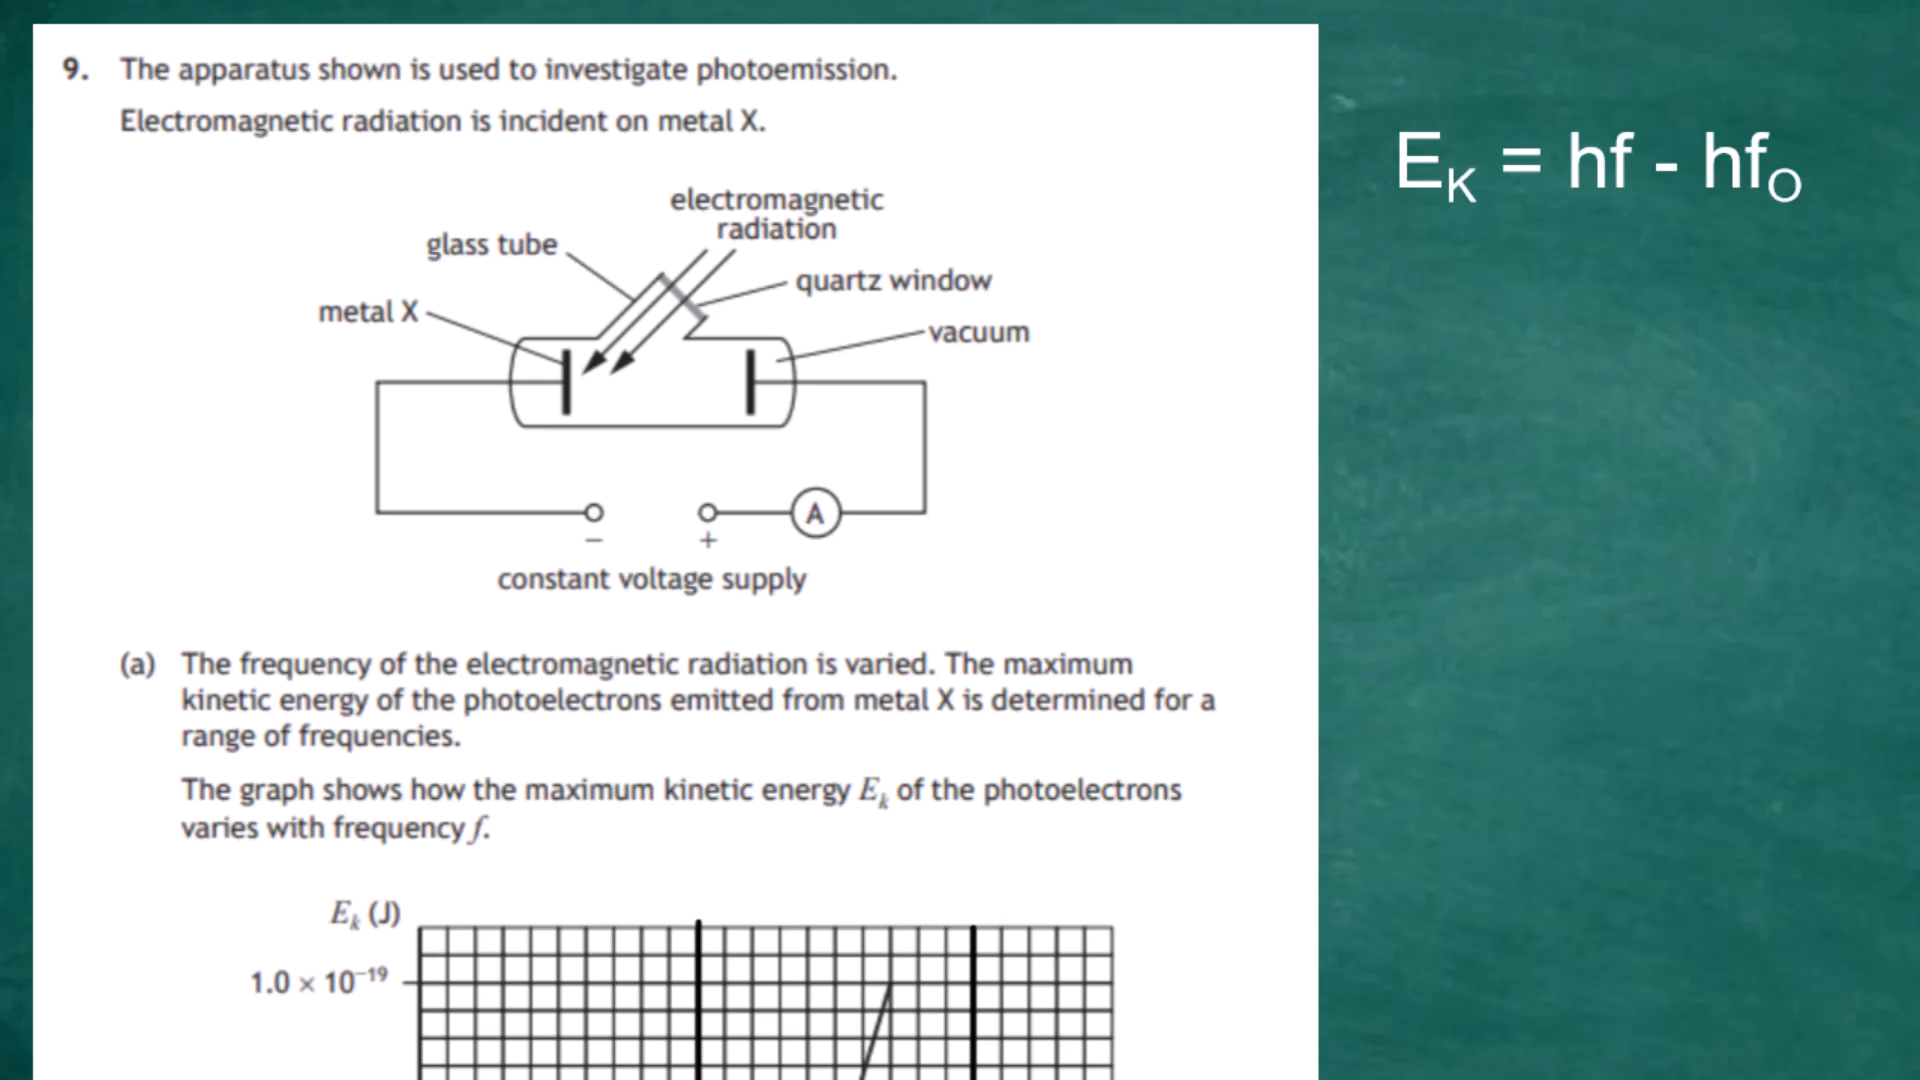 9. The apparatus shown is used to investigate photoemission.
Electromagnetic radiation is incident on metal X.
electromagnetic
radiation
glass tube
quartz window
metal X
vacuum
A
− +
constant voltage supply
(a) The frequency of the electromagnetic radiation is varied. The maximum
kinetic energy of the photoelectrons emitted from metal X is determined for a
range of frequencies.
The graph shows how the maximum kinetic energy Eₖ of the photoelectrons
varies with frequency f.
Eₖ (J)
1.0 × 10⁻¹⁹
E_K = hf - hf_O